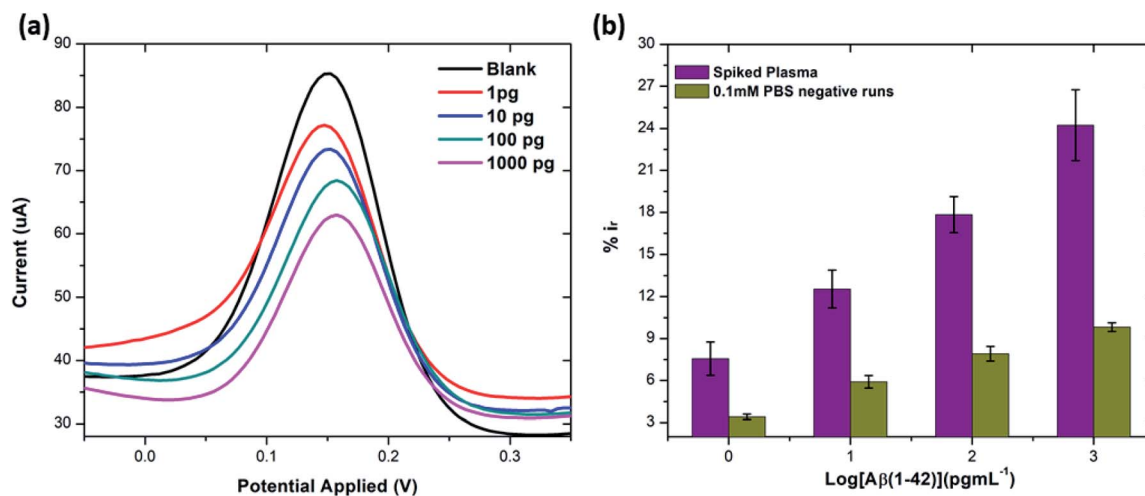 (a)
90
80
70
60
50
40
30
Current (uA)
0.0 0.1 0.2 0.3
Potential Applied (V)
Blank
1pg
10 pg
100 pg
1000 pg
(b)
30
27
24
21
18
15
12
9
6
3
% iᵣ
Spiked Plasma
0.1mM PBS negative runs
0 1 2 3
Log[Aβ(1-42)](pgmL⁻¹)